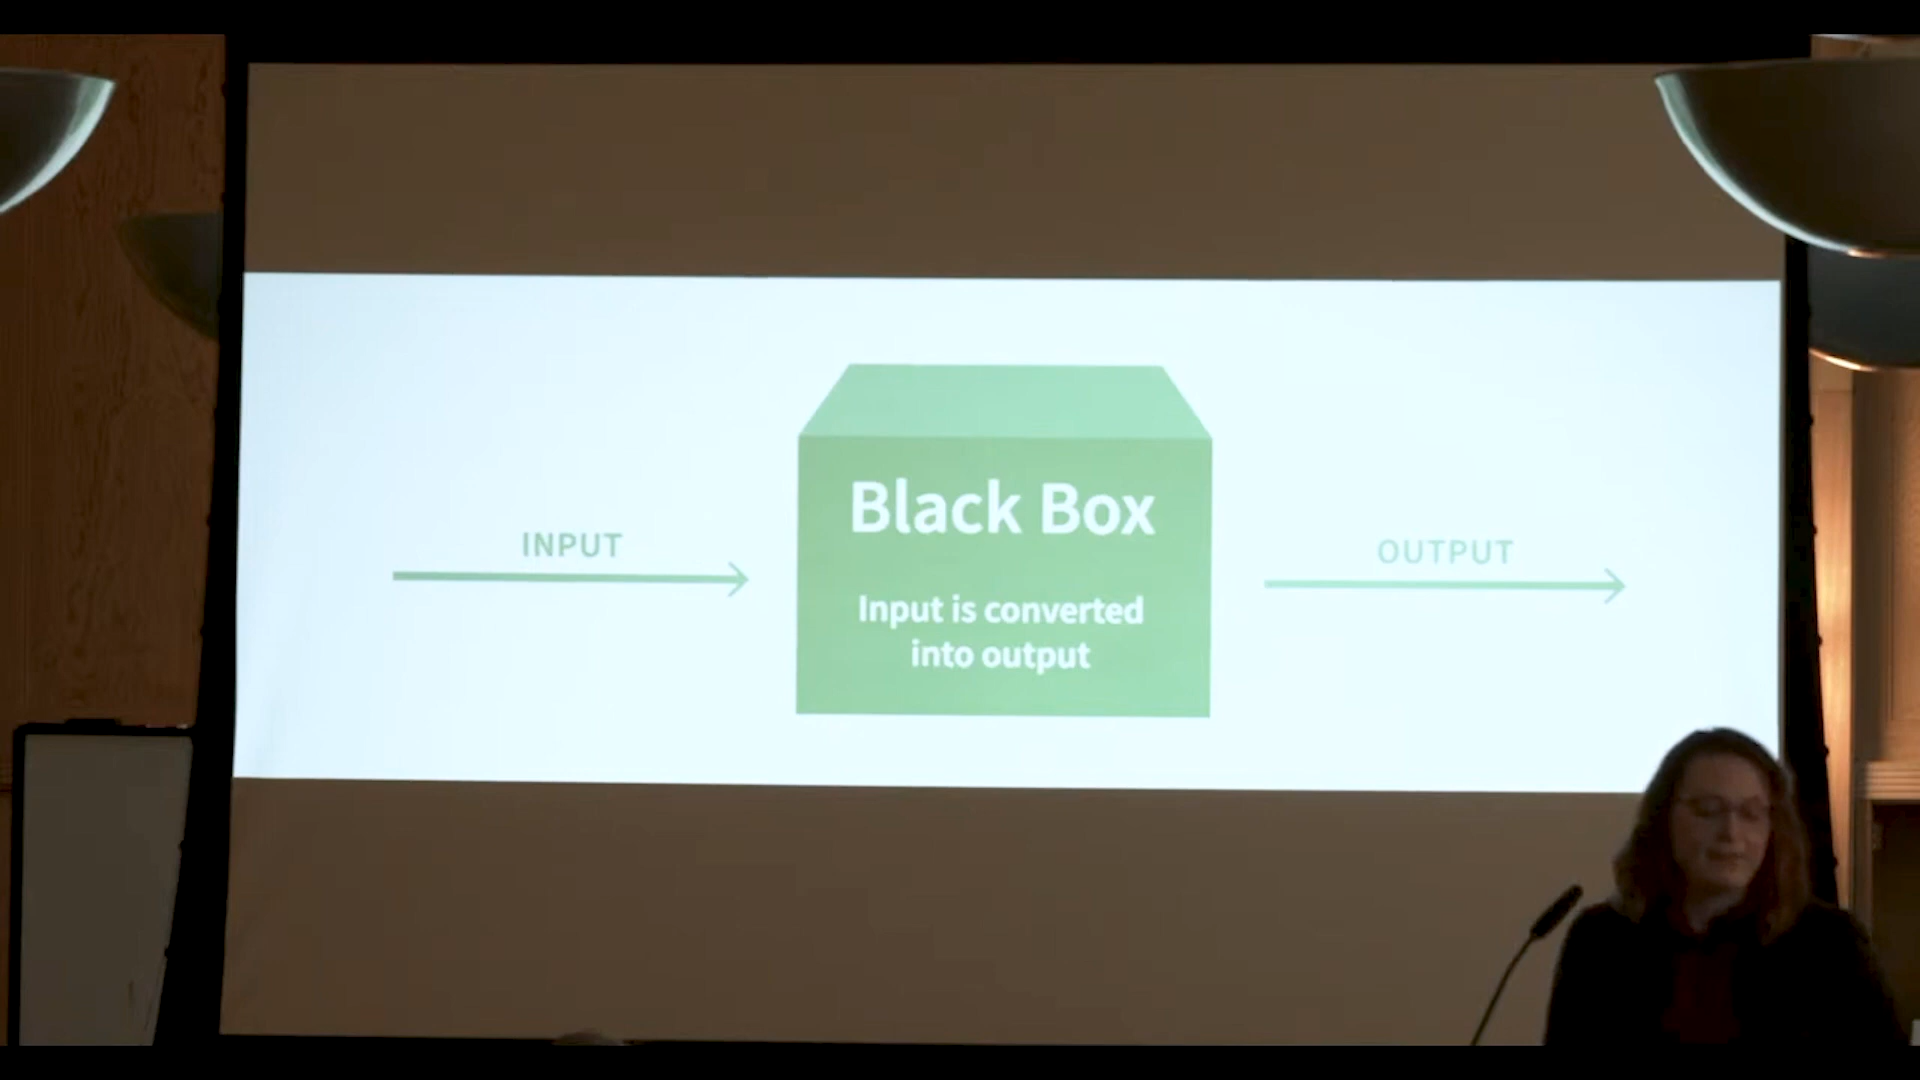 INPUT
Black Box
Input is converted
into output
OUTPUT